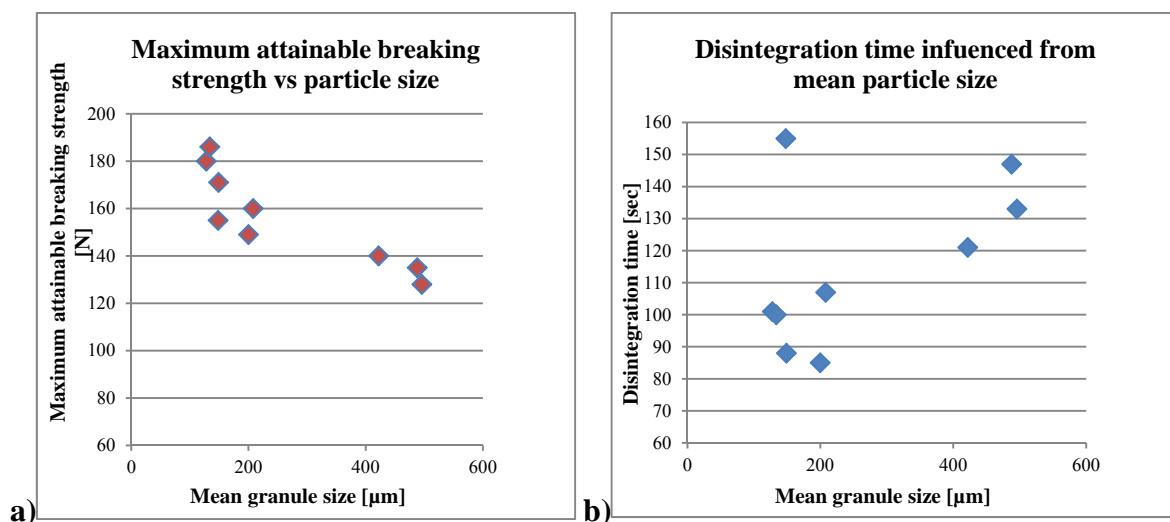 Maximum attainable breaking
strength vs particle size
Maximum attainable breaking strength
[N]
200
180
160
140
120
100
80
60
0
200
400
600
Mean granule size [µm]
a)
Disintegration time infuenced from
mean particle size
Disintegration time [sec]
160
150
140
130
120
110
100
90
80
70
60
0
200
400
600
Mean granule size [µm]
b)